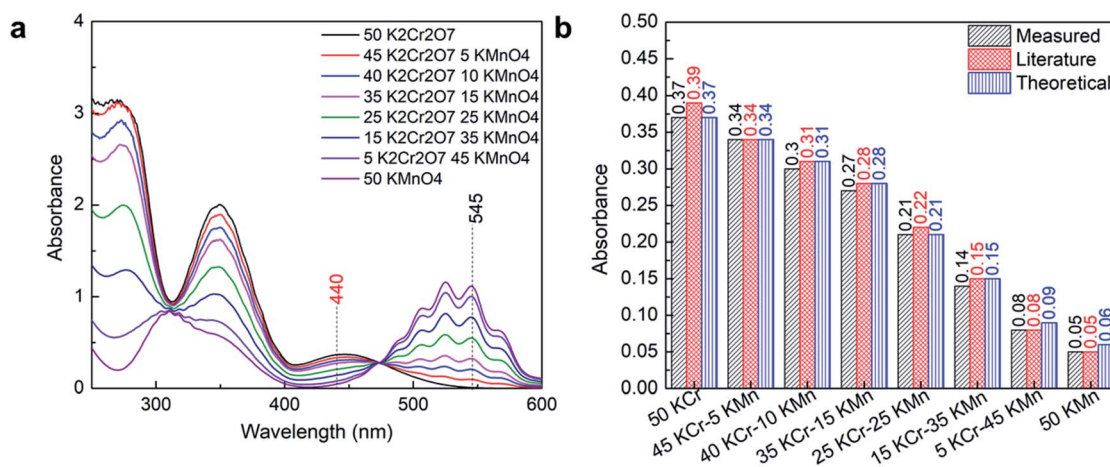 a
4
3
2
1
0
Absorbance
300
400
500
600
Wavelength (nm)
50 K2Cr2O7
45 K2Cr2O7 5 KMnO4
40 K2Cr2O7 10 KMnO4
35 K2Cr2O7 15 KMnO4
25 K2Cr2O7 25 KMnO4
15 K2Cr2O7 35 KMnO4
5 K2Cr2O7 45 KMnO4
50 KMnO4
440
545
b
0.50
0.45
0.40
0.35
0.30
0.25
0.20
0.15
0.10
0.05
0.00
Absorbance
Measured
Literature
Theoretical
0.37
0.39
0.37
0.34
0.34
0.34
0.3
0.31
0.31
0.27
0.28
0.28
0.21
0.22
0.21
0.14
0.15
0.15
0.08
0.08
0.09
0.05
0.05
0.06
50 KCr
45 KCr-5 KMn
40 KCr-10 KMn
35 KCr-15 KMn
25 KCr-25 KMn
15 KCr-35 KMn
5 KCr-45 KMn
50 KMn